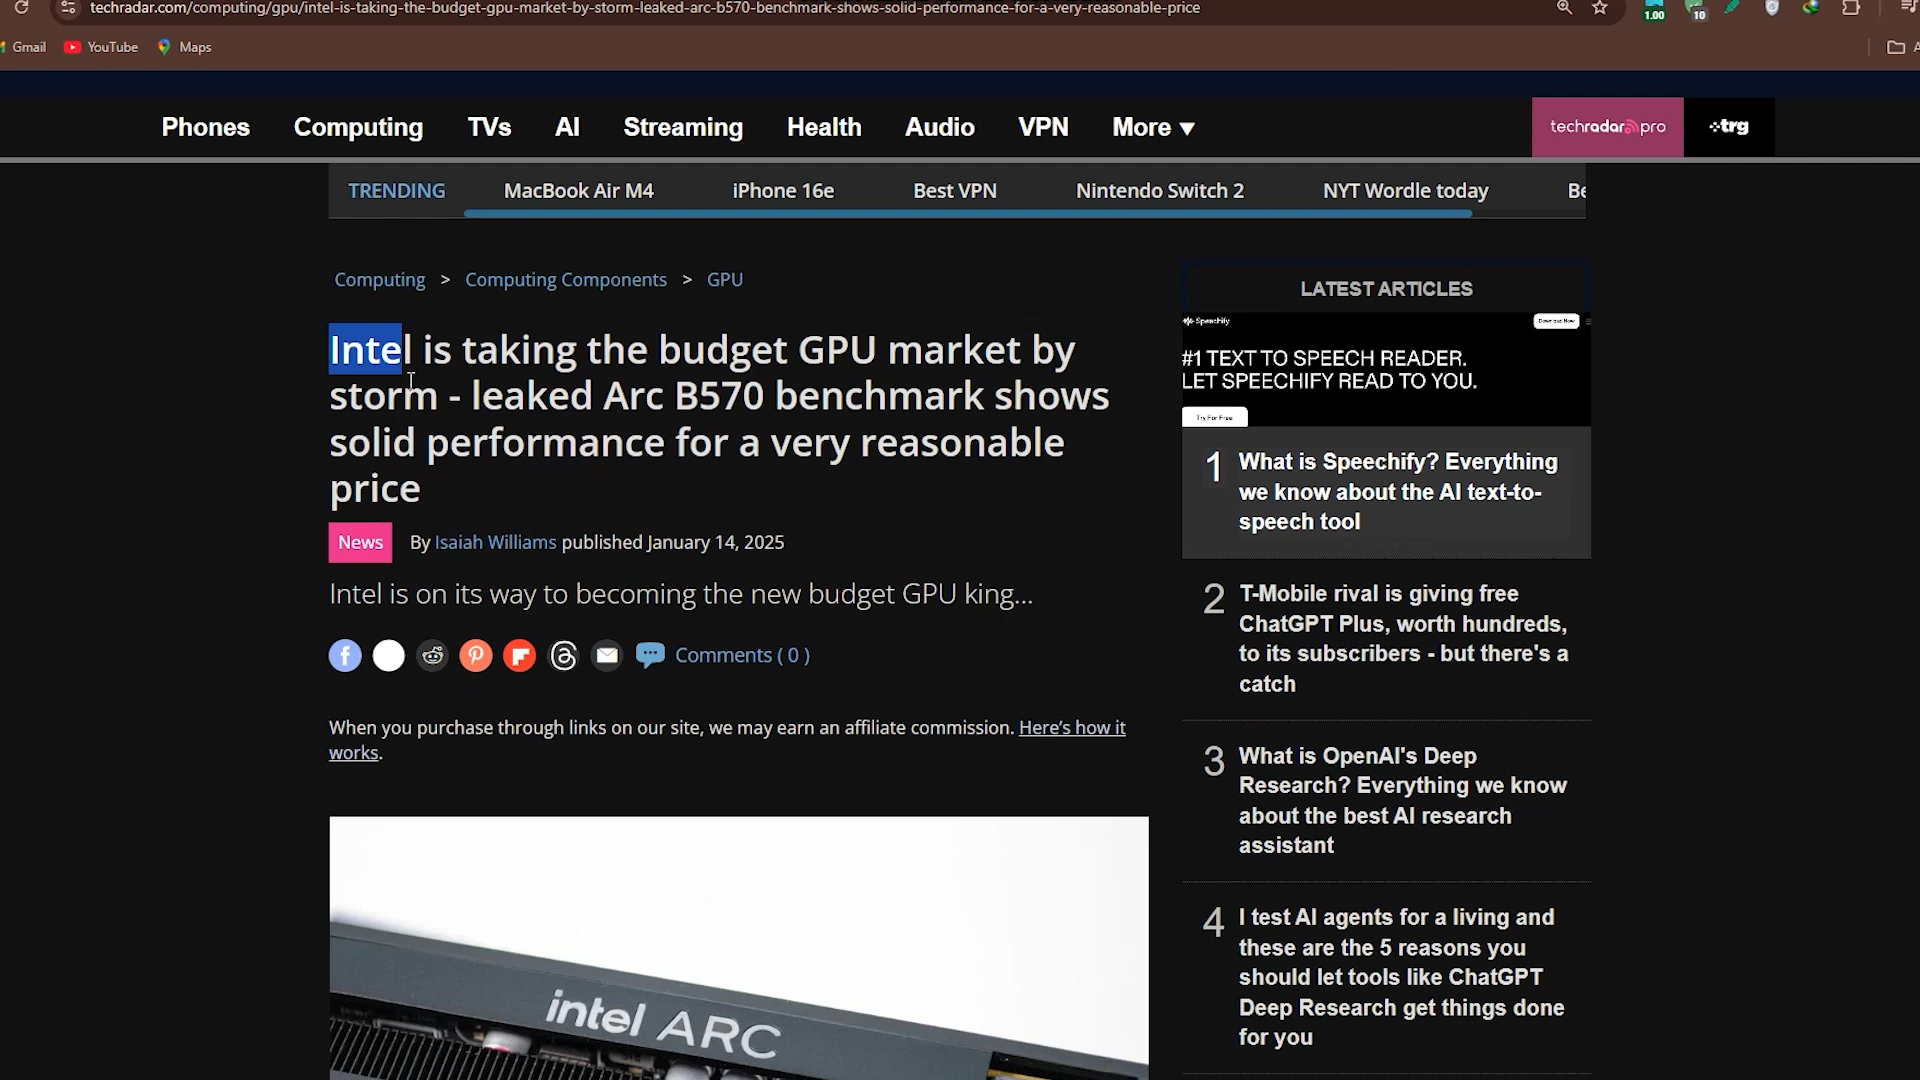 techradar.com/computing/gpu/intel-is-taking-the-budget-gpu-market-by-storm-leaked-arc-b570-benchmark-shows-solid-performance-for-a-very-reasonable-price
1.00
10
Gmail
YouTube
Maps
Phones
Computing
TVs
AI
Streaming
Health
Audio
VPN
More ▼
techradar pro
trg
TRENDING
MacBook Air M4
iPhone 16e
Best VPN
Nintendo Switch 2
NYT Wordle today
Be
Computing > Computing Components > GPU
Intel is taking the budget GPU market by
storm - leaked Arc B570 benchmark shows
solid performance for a very reasonable
price
News
By Isaiah Williams published January 14, 2025
Intel is on its way to becoming the new budget GPU king...
Comments ( 0 )
When you purchase through links on our site, we may earn an affiliate commission. Here's how it
works.
intel ARC
LATEST ARTICLES
Speechify
Download Now
#1 TEXT TO SPEECH READER.
LET SPEECHIFY READ TO YOU.
Try For Free
1
What is Speechify? Everything
we know about the AI text-to-
speech tool
2
T-Mobile rival is giving free
ChatGPT Plus, worth hundreds,
to its subscribers - but there's a
catch
3
What is OpenAI's Deep
Research? Everything we know
about the best AI research
assistant
4
I test AI agents for a living and
these are the 5 reasons you
should let tools like ChatGPT
Deep Research get things done
for you